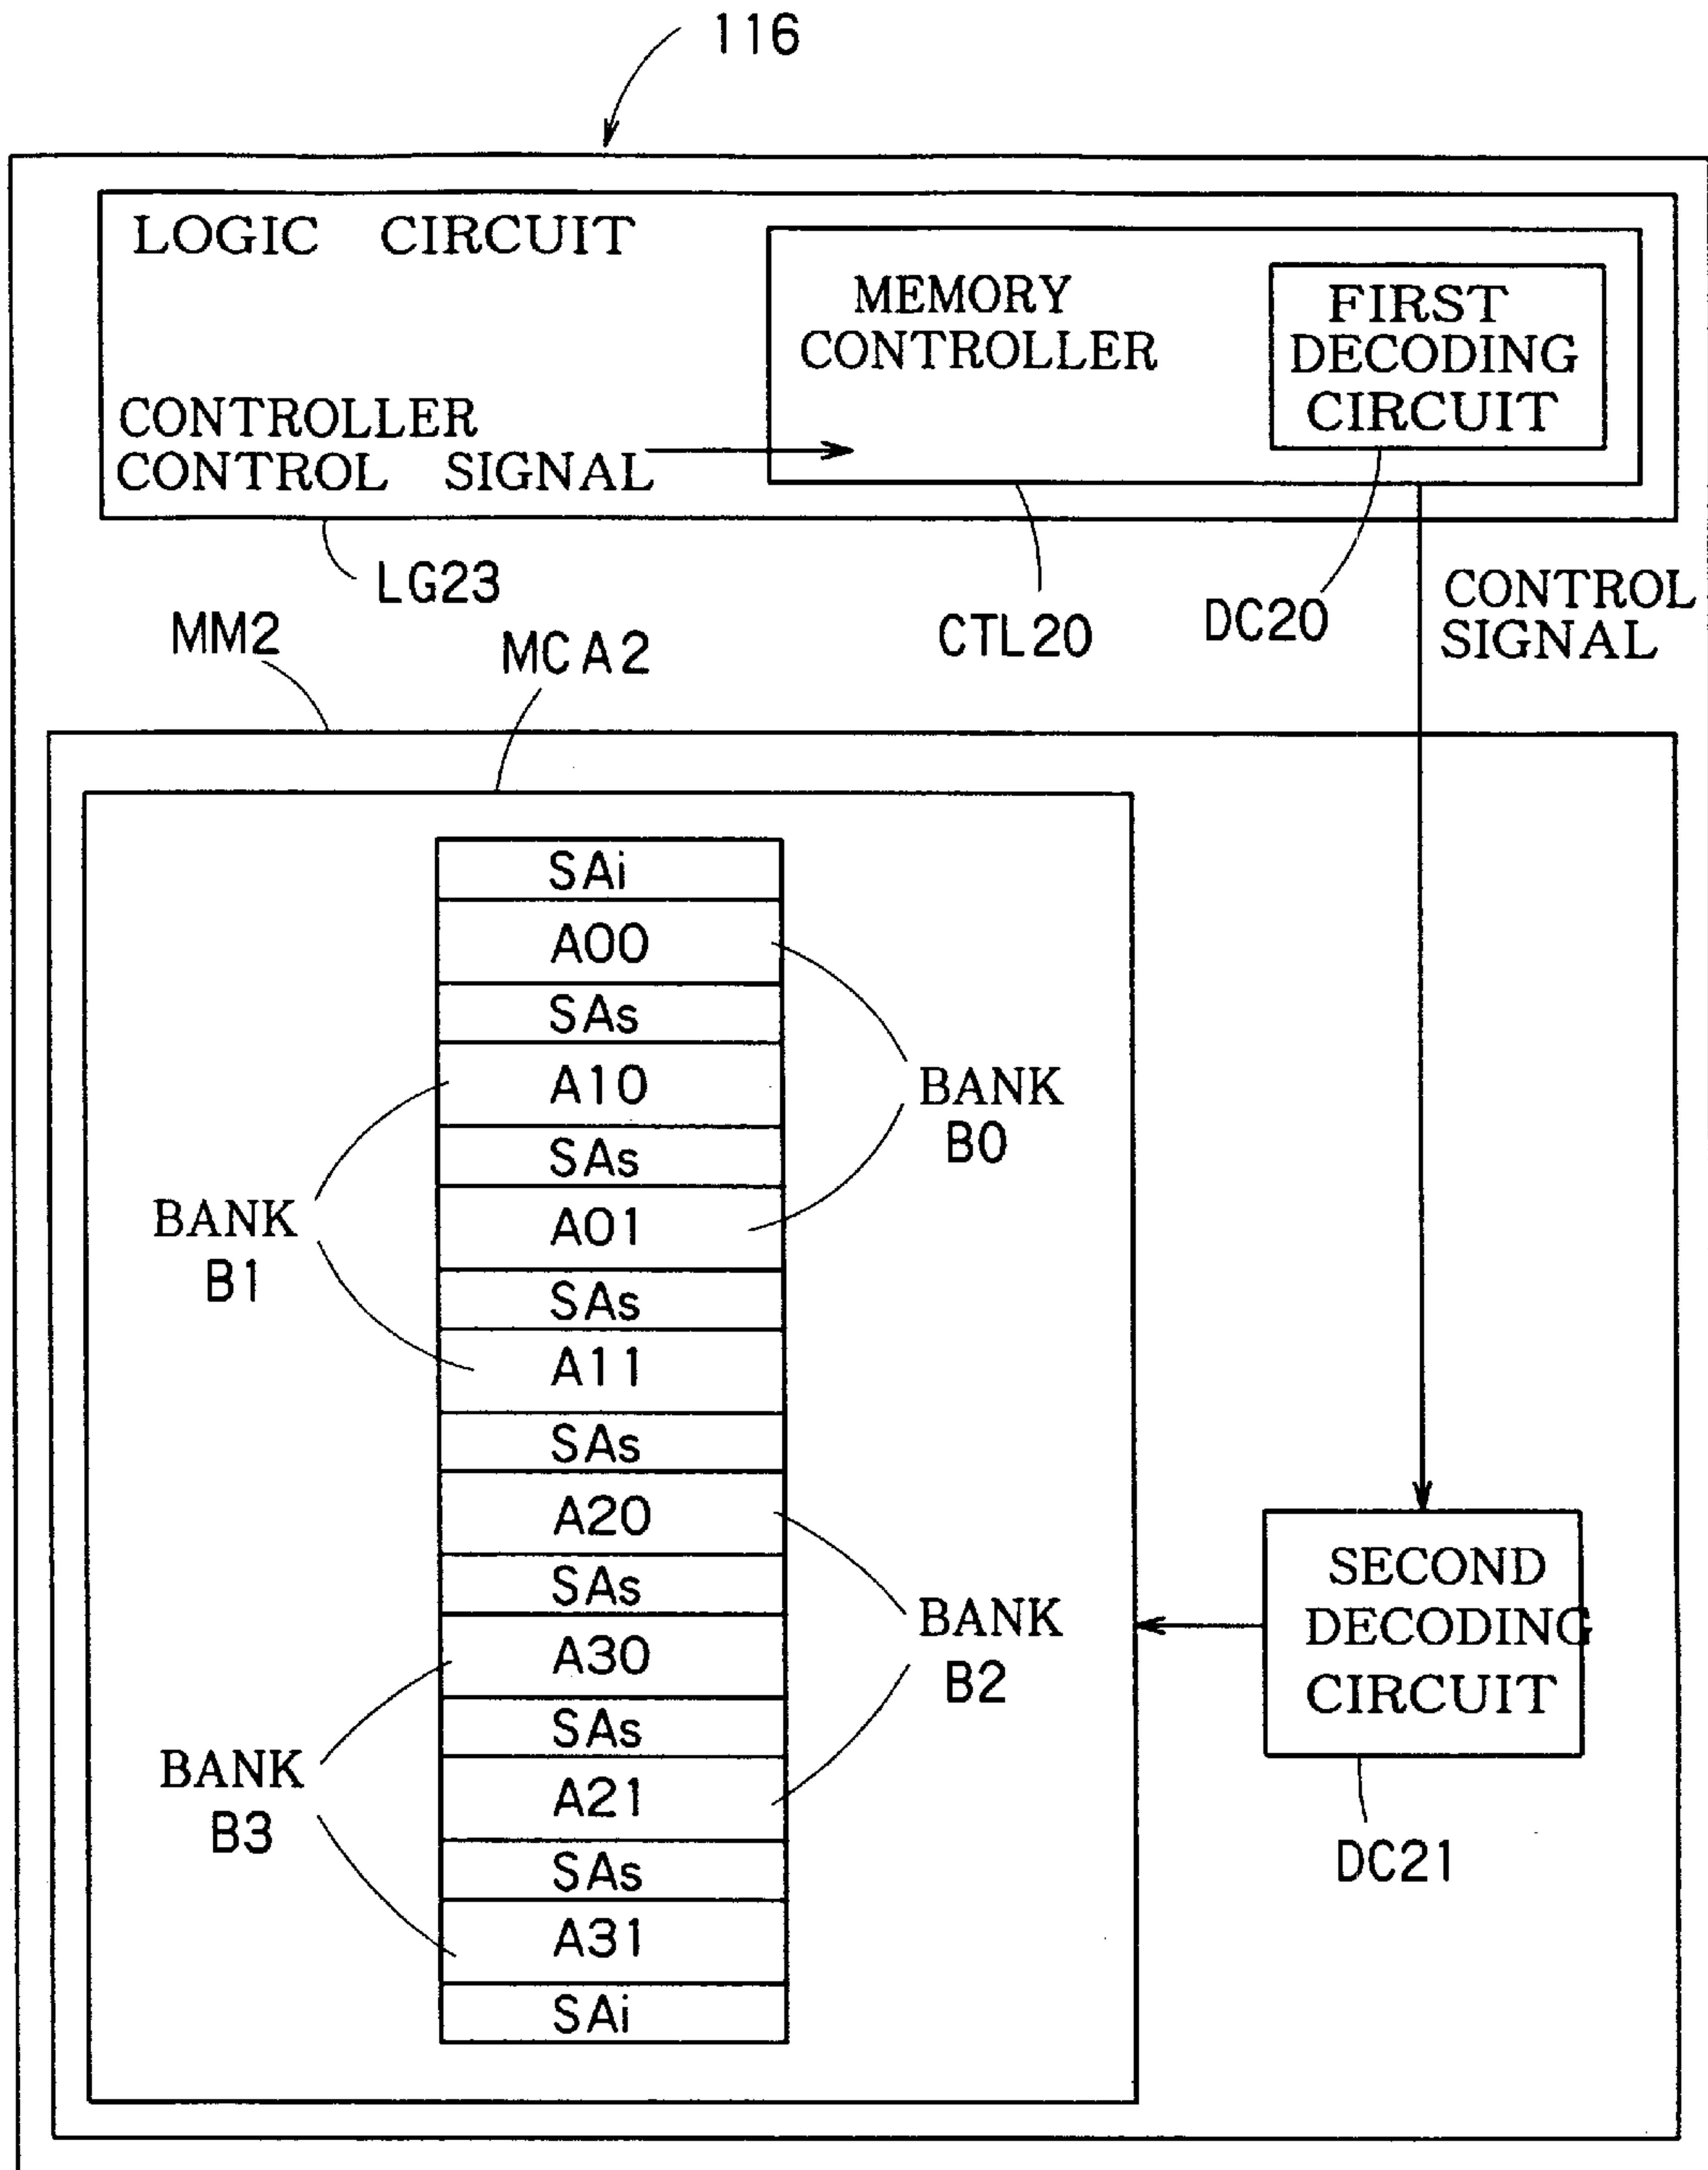 116
LOGIC CIRCUIT
MEMORY
CONTROLLER
FIRST
DECODING
CIRCUIT
CONTROLLER
CONTROL SIGNAL
LG23
CTL20
DC20
CONTROL
SIGNAL
MM2
MCA2
SAi
A00
SAs
A10
SAs
A01
SAs
A11
SAs
A20
SAs
A30
SAs
A21
SAs
A31
SAi
BANK
B0
BANK
B1
BANK
B2
BANK
B3
SECOND
DECODING
CIRCUIT
DC21